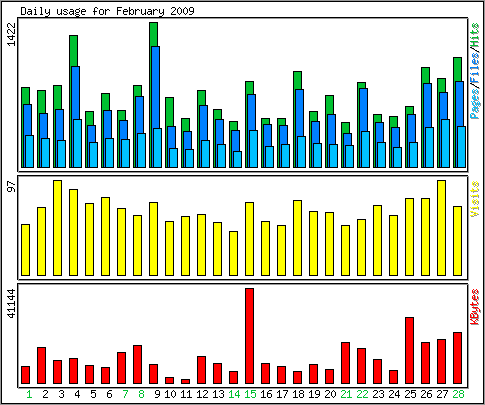 Daily usage for February 2009
1422
Pages/Files/Hits
97
Visits
41144
KBytes
1 2 3 4 5 6 7 8 9 10 11 12 13 14 15 16 17 18 19 20 21 22 23 24 25 26 27 28